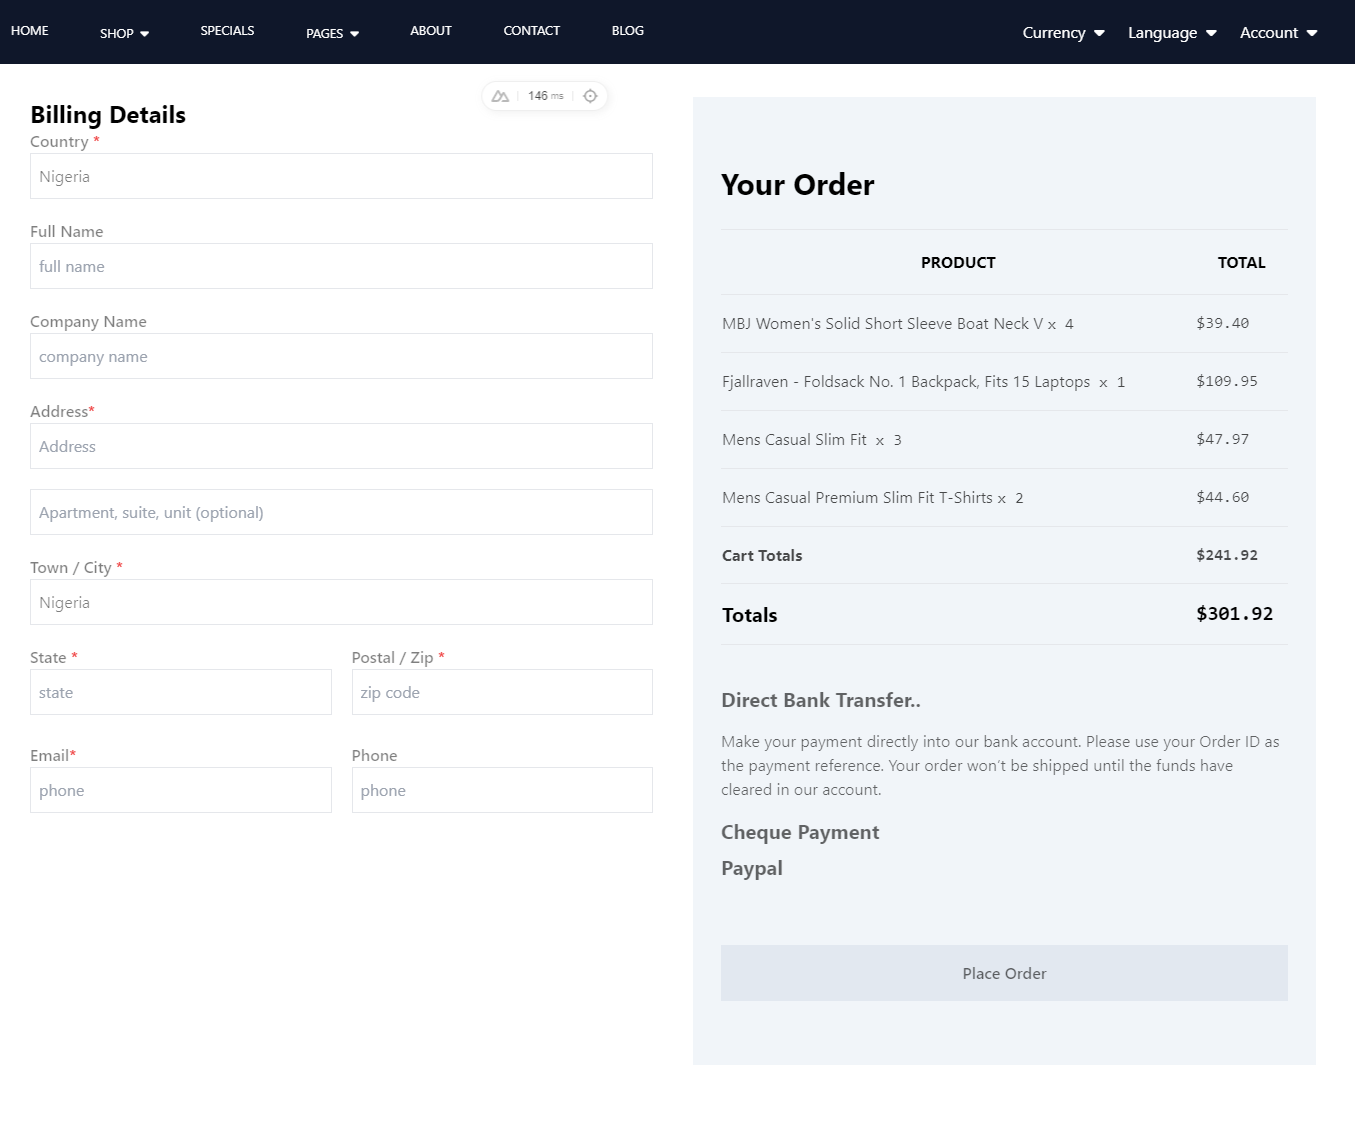 HOME SHOP SPECIALS PAGES ABOUT CONTACT BLOG Currency Language Account
146 ms
Billing Details
Country *
Nigeria
Full Name
full name
Company Name
company name
Address*
Address
Apartment, suite, unit (optional)
Town / City *
Nigeria
State * Postal / Zip *
state zip code
Email* Phone
phone phone
Your Order
PRODUCT TOTAL
MBJ Women's Solid Short Sleeve Boat Neck V x 4 $39.40
Fjallraven - Foldsack No. 1 Backpack, Fits 15 Laptops x 1 $109.95
Mens Casual Slim Fit x 3 $47.97
Mens Casual Premium Slim Fit T-Shirts x 2 $44.60
Cart Totals $241.92
Totals $301.92
Direct Bank Transfer..
Make your payment directly into our bank account. Please use your Order ID as
the payment reference. Your order won’t be shipped until the funds have
cleared in our account.
Cheque Payment
Paypal
Place Order